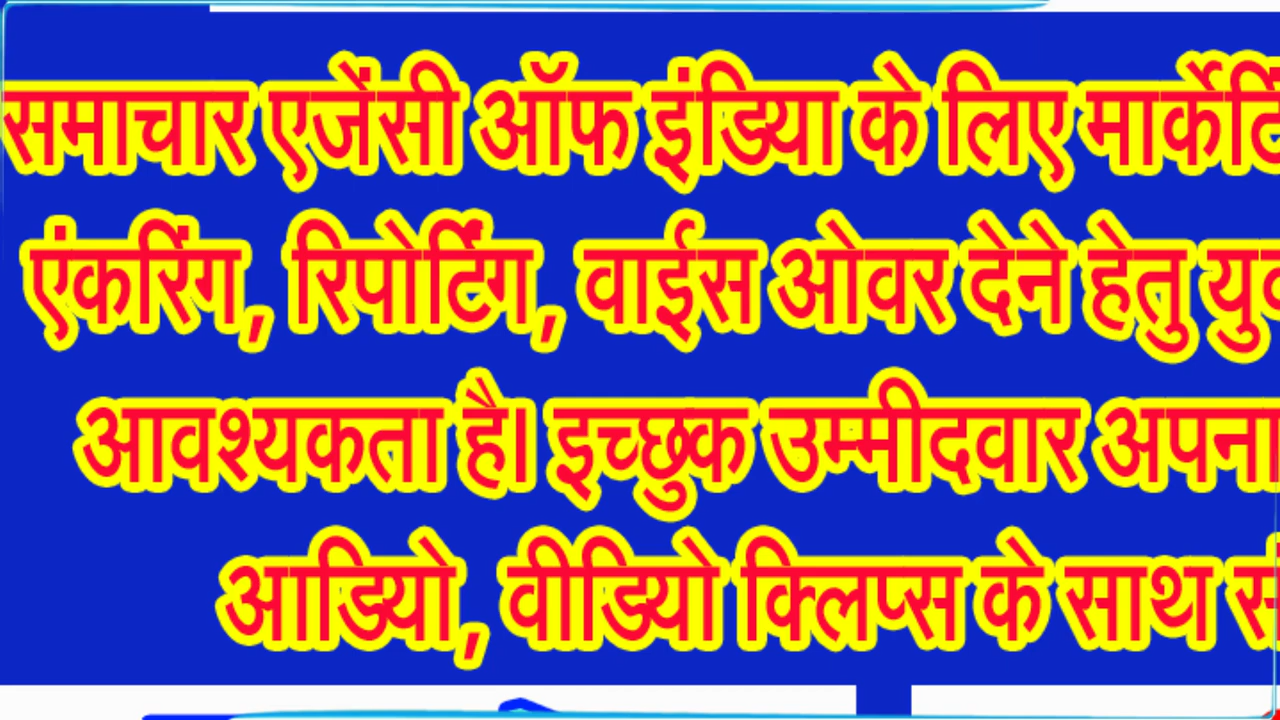 समाचार एजेंसी ऑफ इंडिया के लिए
एंकरिंग, रिपोर्टिंग, वाईस ओवर देने हेतु
आवश्यकता है। इच्छुक उम्मीदवार अपना
आडियो, वीडियो क्लिप्स के साथ